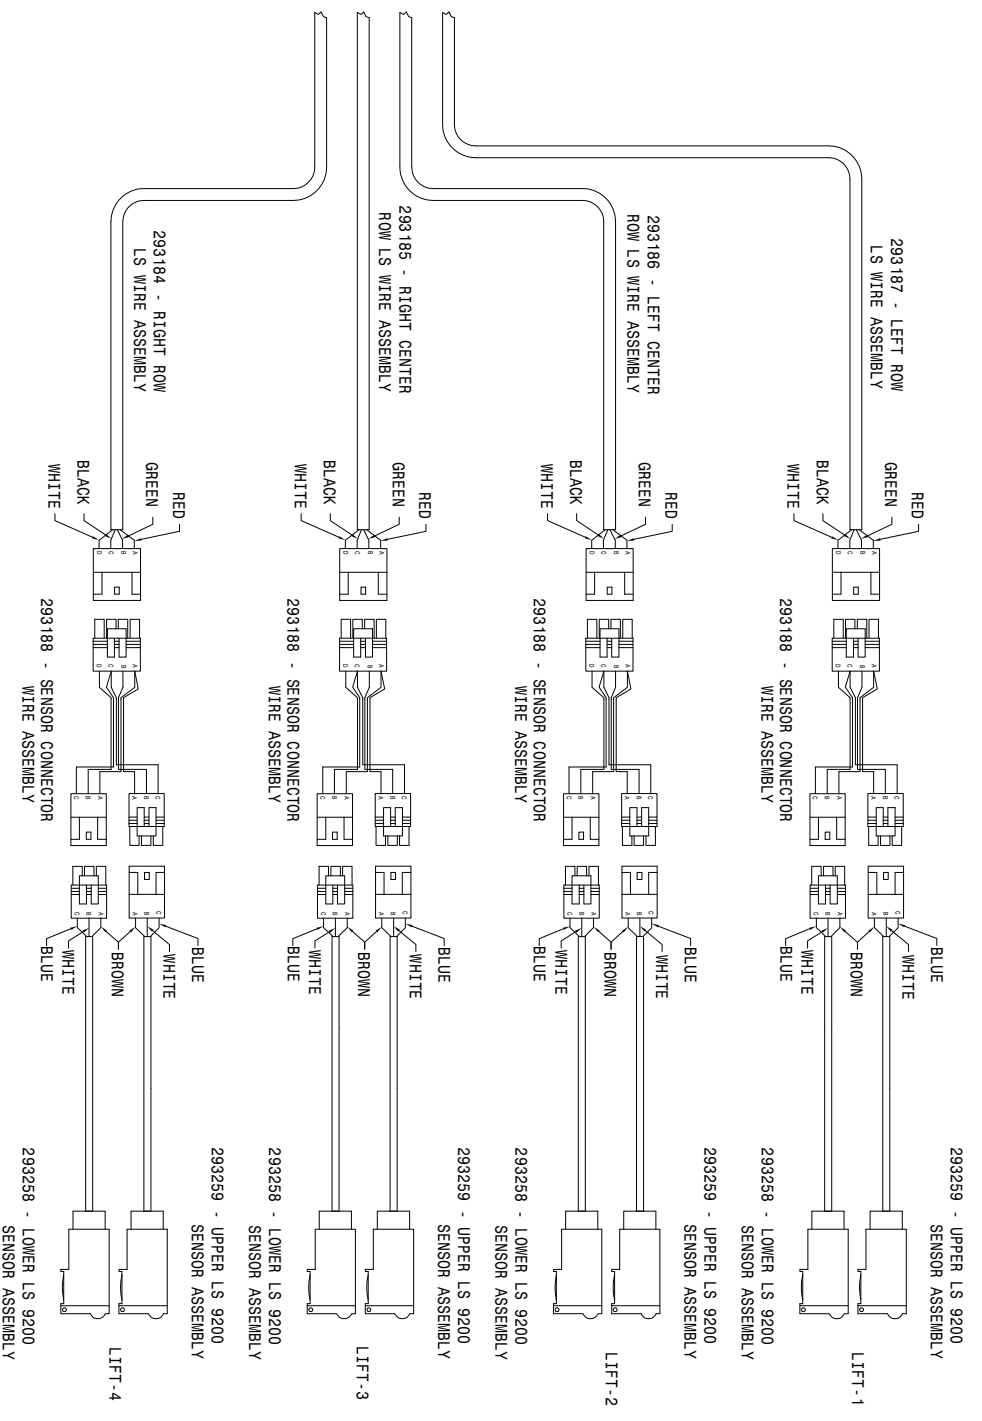 293187 - LEFT ROW
LS WIRE ASSEMBLY
RED
GREEN
BLACK
WHITE
A
B
C
D
293188 - SENSOR CONNECTOR
WIRE ASSEMBLY
A
B
C
D
C
B
A
A
B
C
C
B
A
A
B
C
BLUE
WHITE
BROWN
WHITE
BLUE
293259 - UPPER LS 9200
SENSOR ASSEMBLY
293258 - LOWER LS 9200
SENSOR ASSEMBLY
LIFT-1
293186 - LEFT CENTER
ROW LS WIRE ASSEMBLY
RED
GREEN
BLACK
WHITE
A
B
C
D
293188 - SENSOR CONNECTOR
WIRE ASSEMBLY
A
B
C
D
C
B
A
A
B
C
C
B
A
A
B
C
BLUE
WHITE
BROWN
WHITE
BLUE
293259 - UPPER LS 9200
SENSOR ASSEMBLY
293258 - LOWER LS 9200
SENSOR ASSEMBLY
LIFT-2
293185 - RIGHT CENTER
ROW LS WIRE ASSEMBLY
RED
GREEN
BLACK
WHITE
A
B
C
D
293188 - SENSOR CONNECTOR
WIRE ASSEMBLY
A
B
C
D
C
B
A
A
B
C
C
B
A
A
B
C
BLUE
WHITE
BROWN
WHITE
BLUE
293259 - UPPER LS 9200
SENSOR ASSEMBLY
293258 - LOWER LS 9200
SENSOR ASSEMBLY
LIFT-3
293184 - RIGHT ROW
LS WIRE ASSEMBLY
RED
GREEN
BLACK
WHITE
A
B
C
D
293188 - SENSOR CONNECTOR
WIRE ASSEMBLY
A
B
C
D
C
B
A
A
B
C
C
B
A
A
B
C
BLUE
WHITE
BROWN
WHITE
BLUE
293259 - UPPER LS 9200
SENSOR ASSEMBLY
293258 - LOWER LS 9200
SENSOR ASSEMBLY
LIFT-4